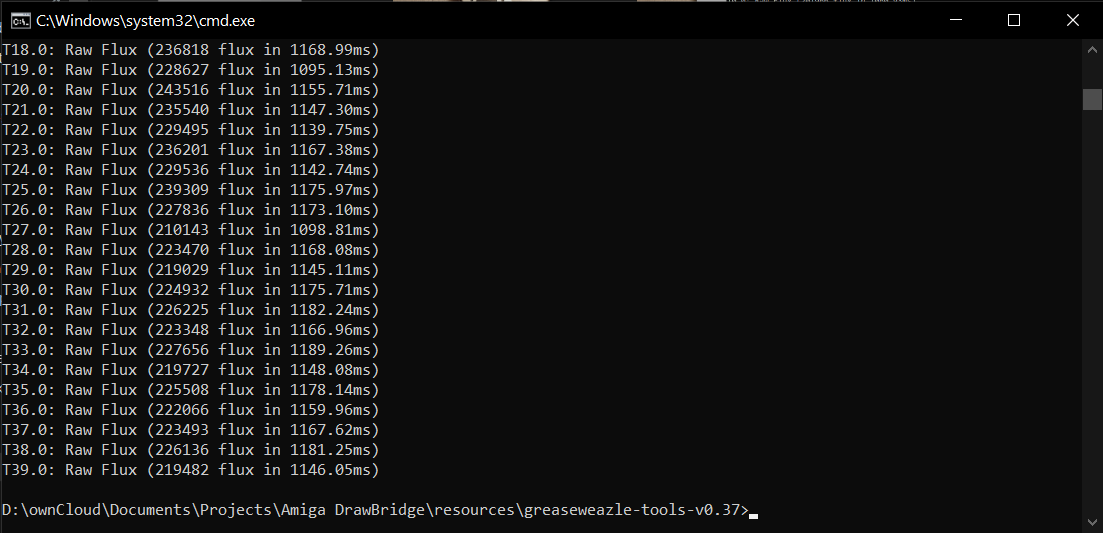 C:\Windows\system32\cmd.exe
T18.0: Raw Flux (236818 flux in 1168.99ms)
T19.0: Raw Flux (228627 flux in 1095.13ms)
T20.0: Raw Flux (243516 flux in 1155.71ms)
T21.0: Raw Flux (235540 flux in 1147.30ms)
T22.0: Raw Flux (229495 flux in 1139.75ms)
T23.0: Raw Flux (236201 flux in 1167.38ms)
T24.0: Raw Flux (229536 flux in 1142.74ms)
T25.0: Raw Flux (239309 flux in 1175.97ms)
T26.0: Raw Flux (227836 flux in 1173.10ms)
T27.0: Raw Flux (210143 flux in 1098.81ms)
T28.0: Raw Flux (223470 flux in 1168.08ms)
T29.0: Raw Flux (219029 flux in 1145.11ms)
T30.0: Raw Flux (224932 flux in 1175.71ms)
T31.0: Raw Flux (226225 flux in 1182.24ms)
T32.0: Raw Flux (223348 flux in 1166.96ms)
T33.0: Raw Flux (227656 flux in 1189.26ms)
T34.0: Raw Flux (219727 flux in 1148.08ms)
T35.0: Raw Flux (225508 flux in 1178.14ms)
T36.0: Raw Flux (222066 flux in 1159.96ms)
T37.0: Raw Flux (223493 flux in 1167.62ms)
T38.0: Raw Flux (226136 flux in 1181.25ms)
T39.0: Raw Flux (219482 flux in 1146.05ms)
D:\ownCloud\Documents\Projects\Amiga DrawBridge\resources\greaseweazle-tools-v0.37>